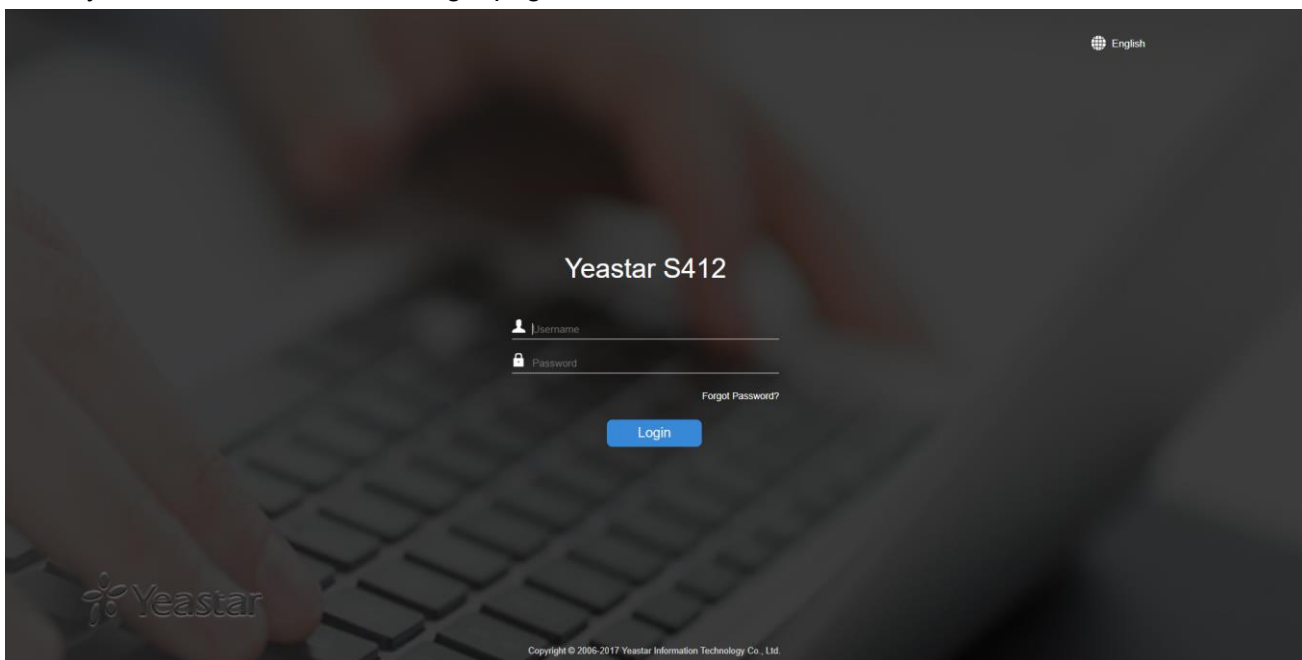 English
Yeastar S412
Username
Password
Forgot Password?
Login
Yeastar
Copyright © 2006-2017 Yeastar Information Technology Co., Ltd.